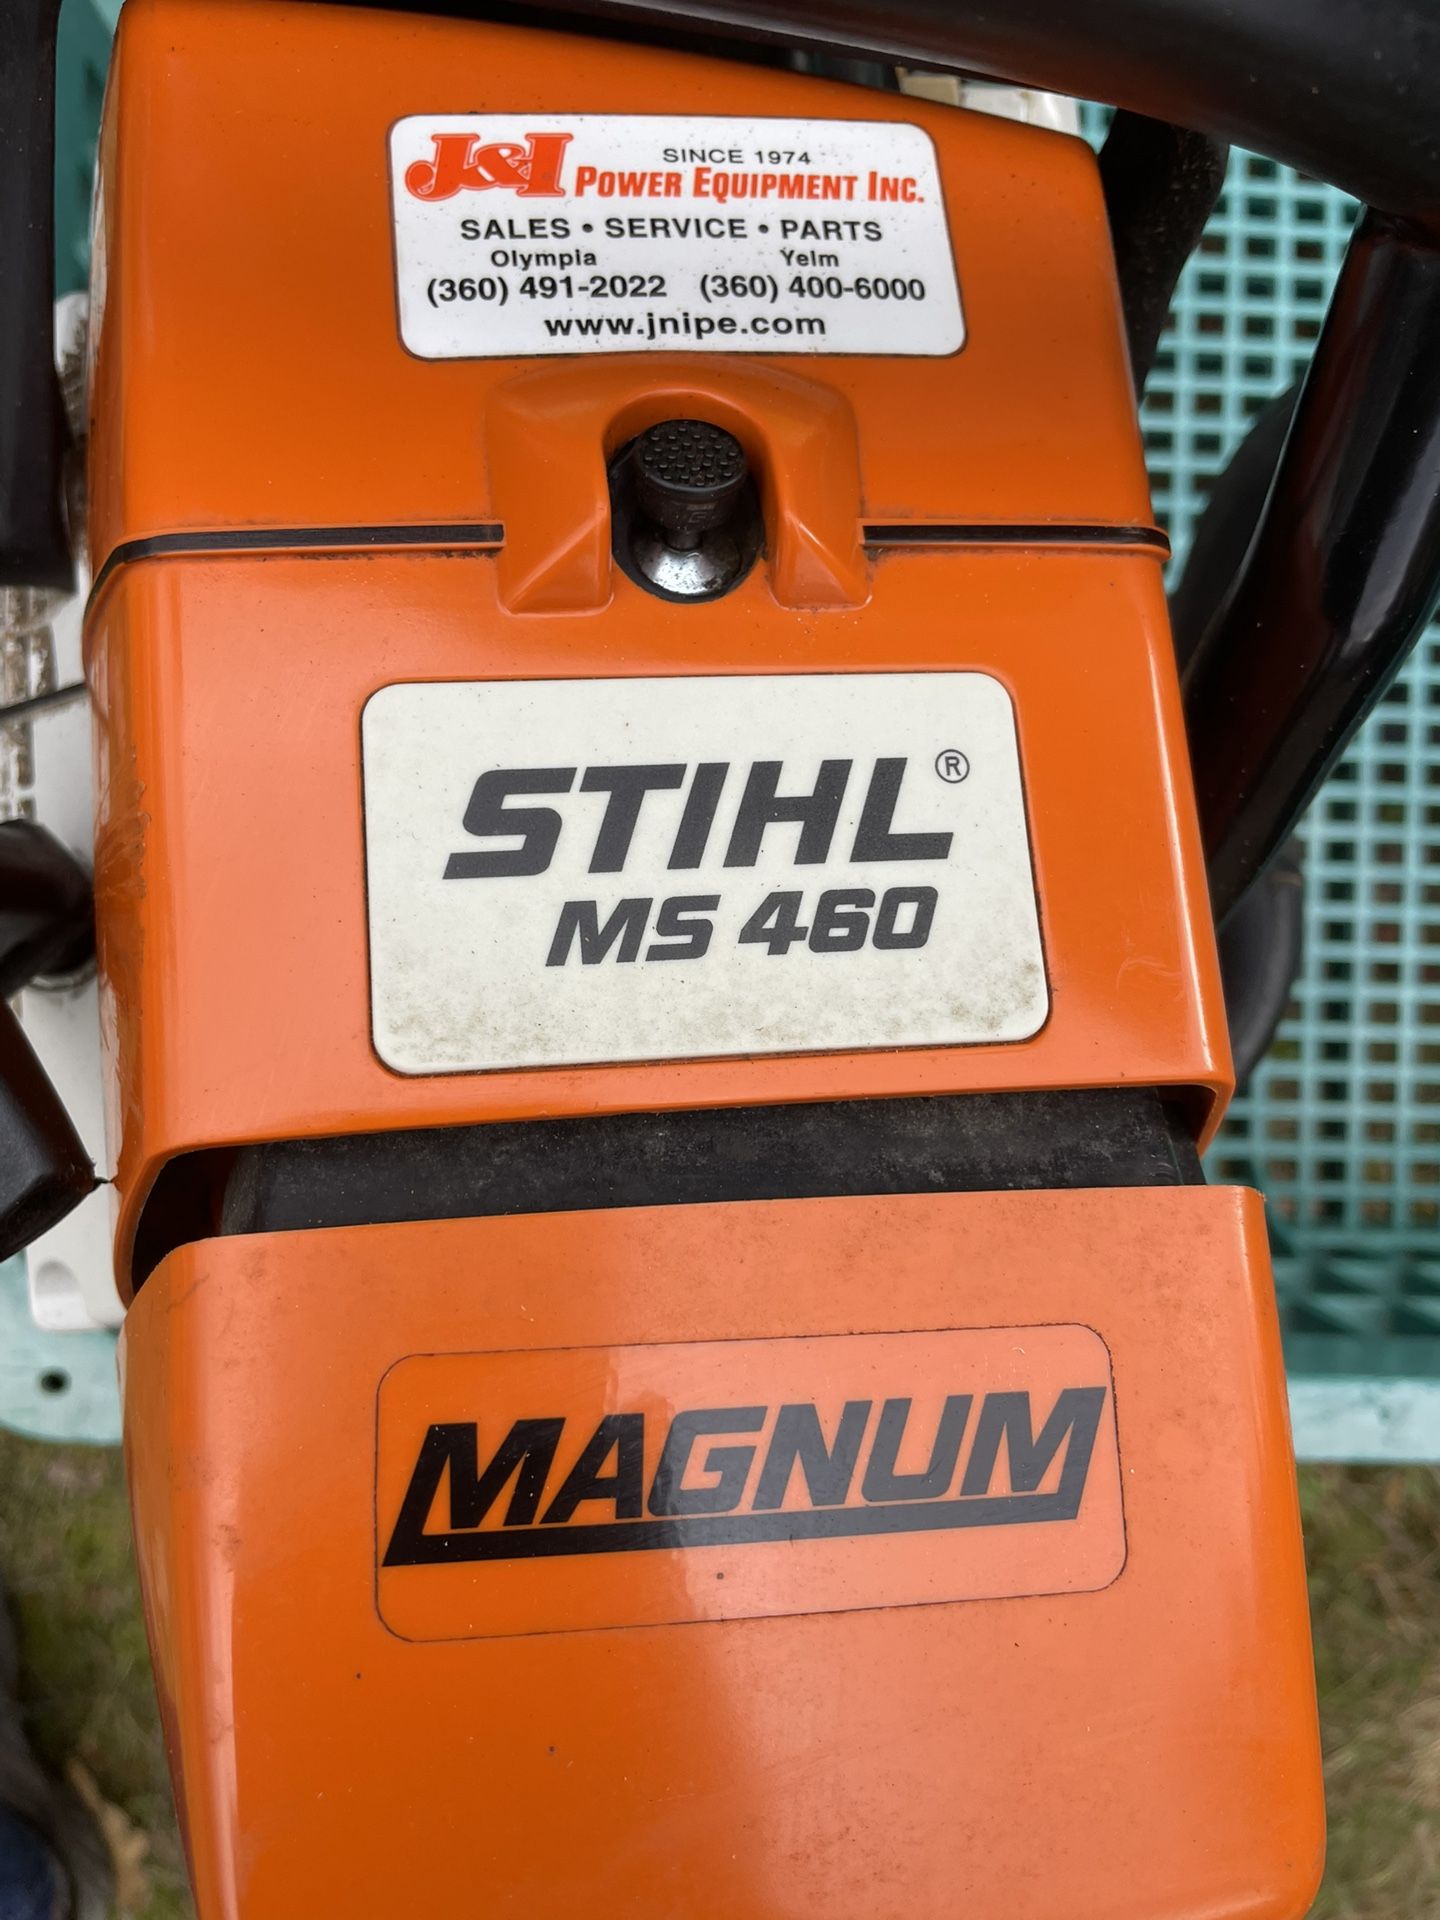 J&I SINCE 1974
POWER EQUIPMENT INC.
SALES • SERVICE • PARTS
Olympia Yelm
(360) 491-2022 (360) 400-6000
www.jnipe.com
STIHL®
MS 460
MAGNUM